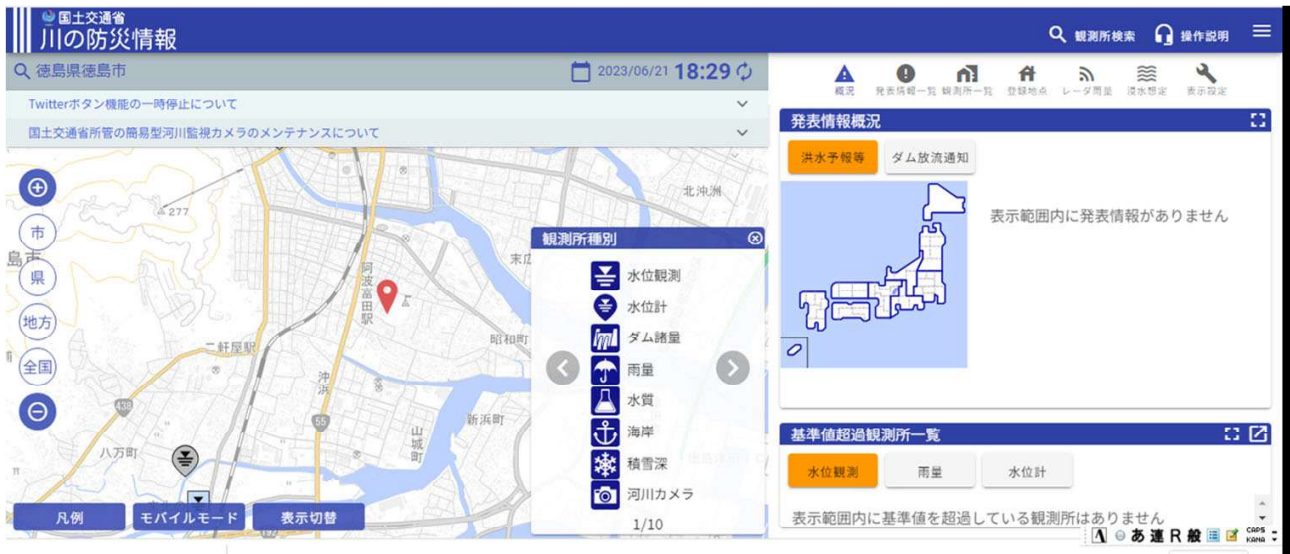 国土交通省
川の防災情報
観測所検索
操作説明
徳島県徳島市
2023/06/21 18:29
概況
発表情報一覧
観測所一覧
登録地点
レーダ雨量
浸水想定
表示設定
Twitterボタン機能の一時停止について
国土交通省所管の簡易型河川監視カメラのメンテナンスについて
発表情報概況
洪水予報等
ダム放流通知
表示範囲内に発表情報がありません
市
県
地方
全国
277
島市
北沖洲
末広
阿波富田駅
昭和町
二軒屋駅
沖浜
438
55
新浜町
山城町
八万町
観測所種別
水位観測
水位計
ダム諸量
雨量
水質
海岸
積雪深
河川カメラ
1/10
凡例
モバイルモード
表示切替
基準値超過観測所一覧
水位観測
雨量
水位計
表示範囲内に基準値を超過している観測所はありません
A あ 連 R 般 CAPS
KANA